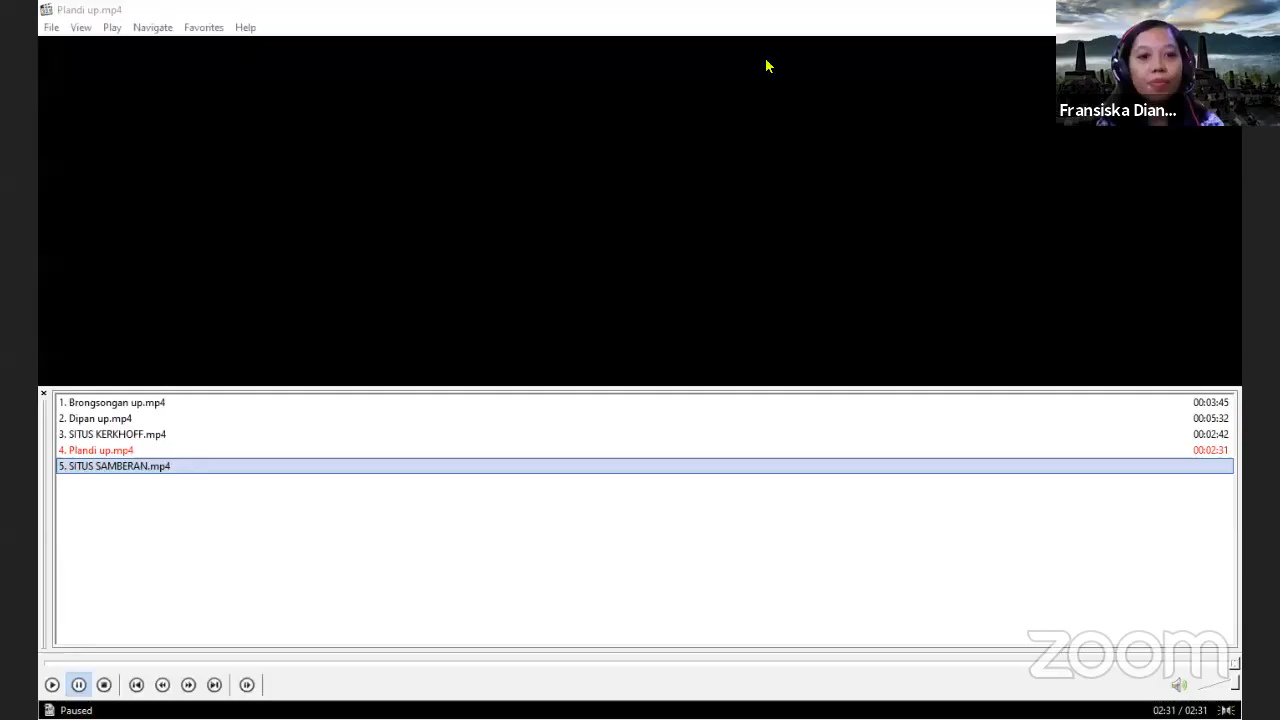 Plandi up.mp4
File View Play Navigate Favorites Help
Fransiska Dian...
1. Brongsongan up.mp4 00:03:45
2. Dipan up.mp4 00:05:32
3. SITUS KERKHOFF.mp4 00:02:42
4. Plandi up.mp4 00:02:31
5. SITUS SAMBERAN.mp4
zoom
Paused 02:31 / 02:31